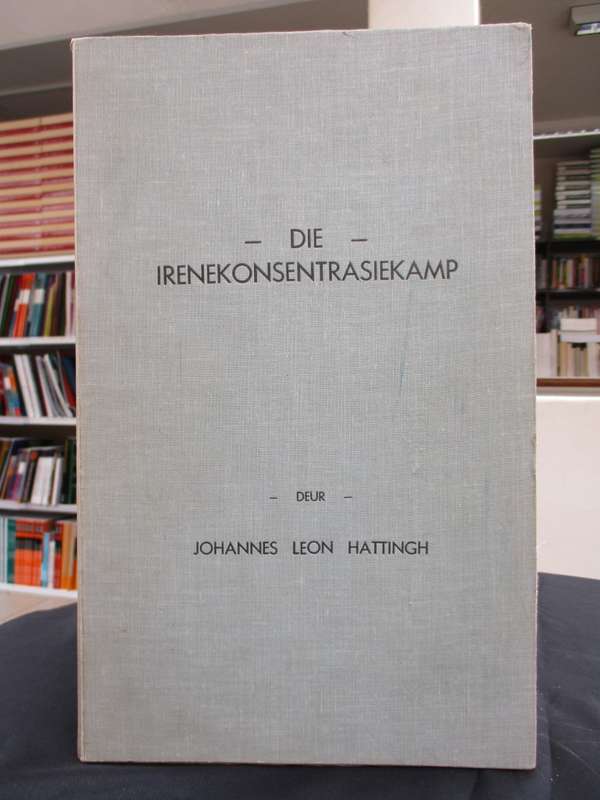 – DIE –
IRENEKONSENTRASIEKAMP
– DEUR –
JOHANNES LEON HATTINGH